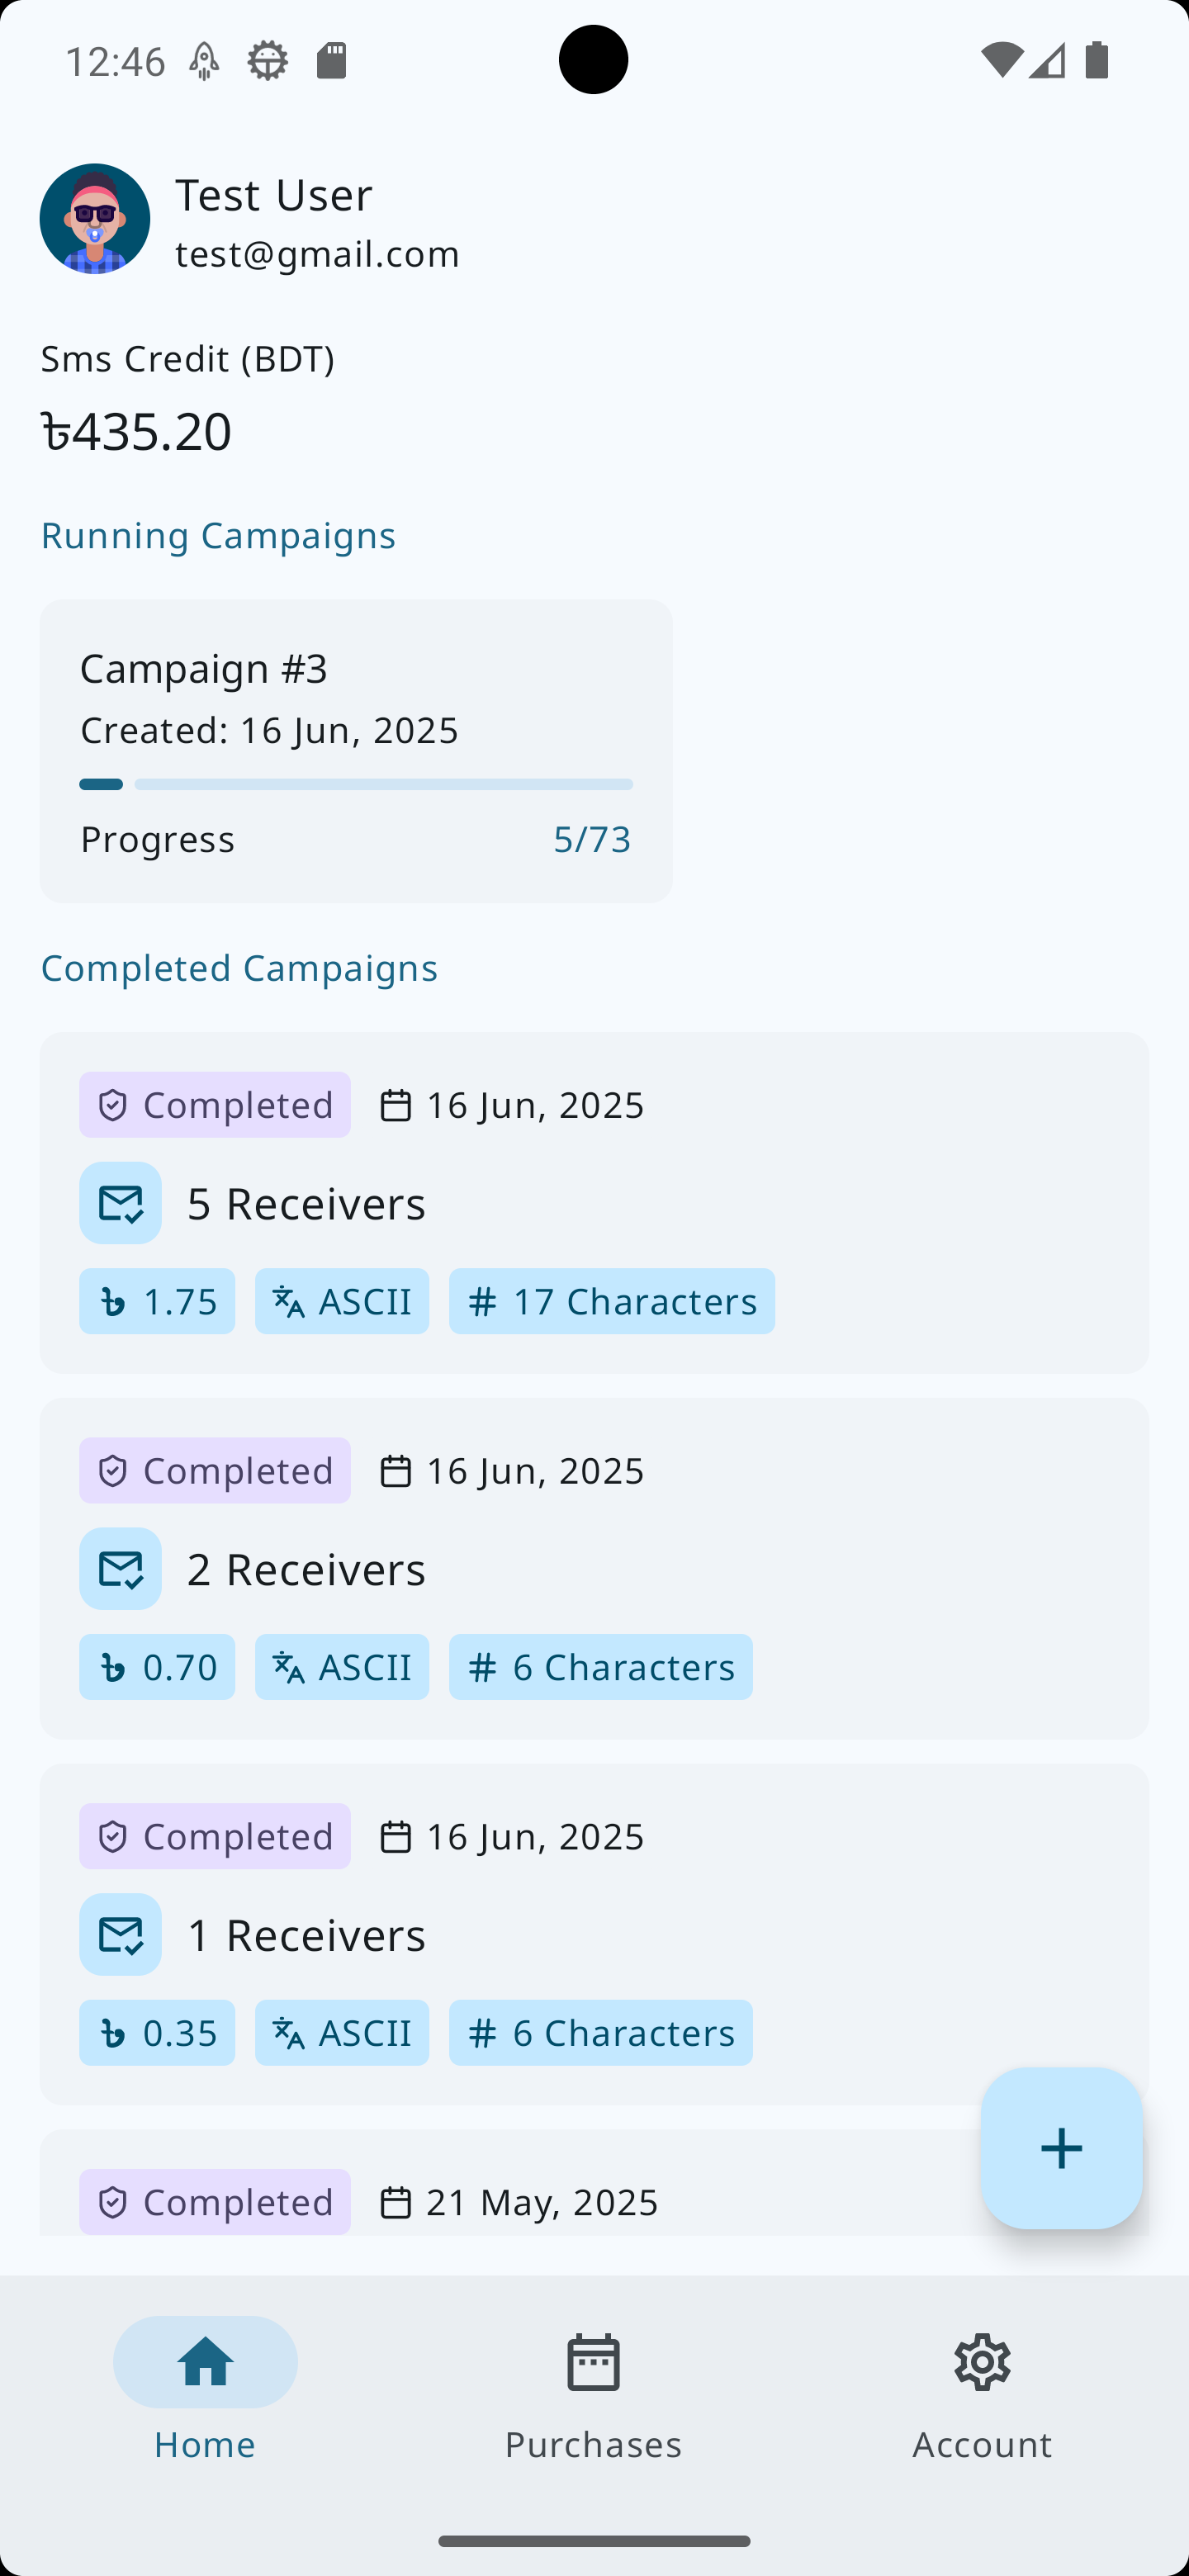 12:46
Test User
test@gmail.com
Sms Credit (BDT)
৳435.20
Running Campaigns
Campaign #3
Created: 16 Jun, 2025
Progress 5/73
Completed Campaigns
Completed 16 Jun, 2025
5 Receivers
৳ 1.75 ASCII # 17 Characters
Completed 16 Jun, 2025
2 Receivers
৳ 0.70 ASCII # 6 Characters
Completed 16 Jun, 2025
1 Receivers
৳ 0.35 ASCII # 6 Characters
Completed 21 May, 2025
Home Purchases Account